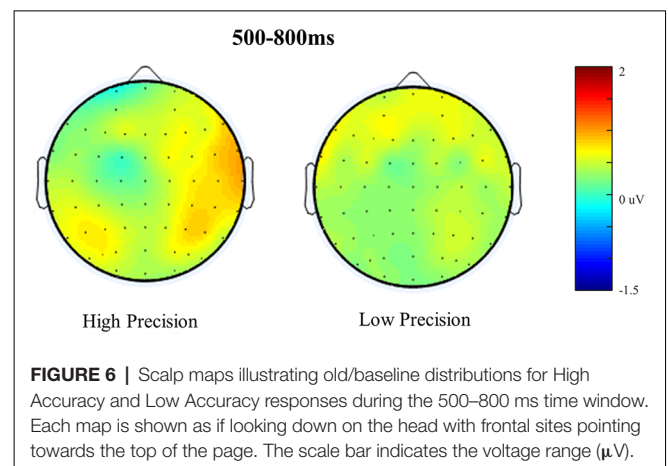 500-800ms
2
0 uV
-1.5
High Precision
Low Precision
FIGURE 6 | Scalp maps illustrating old/baseline distributions for High
Accuracy and Low Accuracy responses during the 500–800 ms time window.
Each map is shown as if looking down on the head with frontal sites pointing
towards the top of the page. The scale bar indicates the voltage range (μV).